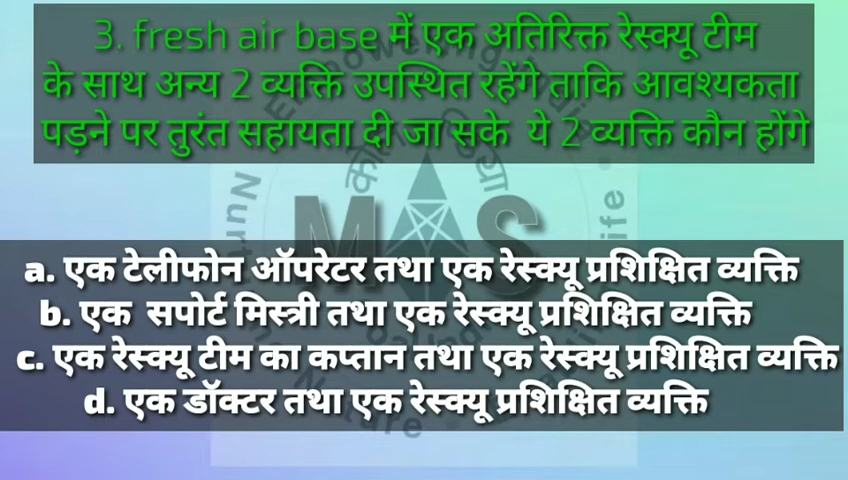 3. fresh air base में एक अतिरिक्त रेस्क्यू टीम
के साथ अन्य 2 व्यक्ति उपस्थित रहेंगे ताकि आवश्यकता
पड़ने पर तुरंत सहायता दी जा सके ये 2 व्यक्ति कौन होंगे
M S
a. एक टेलीफोन ऑपरेटर तथा एक रेस्क्यू प्रशिक्षित व्यक्ति
b. एक सपोर्ट मिस्त्री तथा एक रेस्क्यू प्रशिक्षित व्यक्ति
c. एक रेस्क्यू टीम का कप्तान तथा एक रेस्क्यू प्रशिक्षित व्यक्ति
d. एक डॉक्टर तथा एक रेस्क्यू प्रशिक्षित व्यक्ति